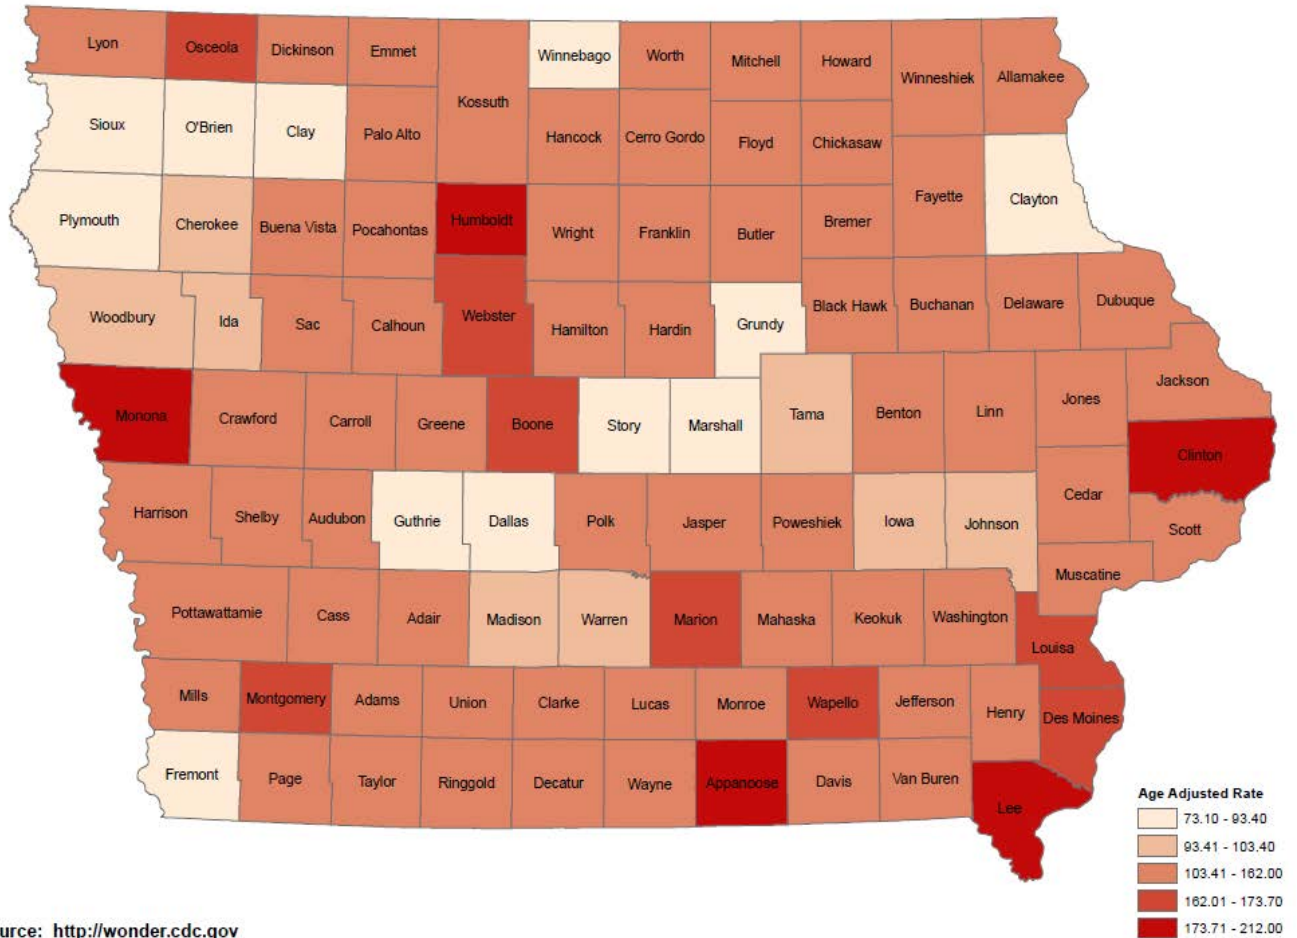 Lyon
Osceola
Dickinson
Emmet
Kossuth
Winnebago
Worth
Mitchell
Howard
Winneshiek
Allamakee
Sioux
O'Brien
Clay
Palo Alto
Hancock
Cerro Gordo
Floyd
Chickasaw
Plymouth
Cherokee
Buena Vista
Pocahontas
Humboldt
Wright
Franklin
Butler
Bremer
Fayette
Clayton
Woodbury
Ida
Sac
Calhoun
Webster
Hamilton
Hardin
Grundy
Black Hawk
Buchanan
Delaware
Dubuque
Monona
Crawford
Carroll
Greene
Boone
Story
Marshall
Tama
Benton
Linn
Jones
Jackson
Clinton
Harrison
Shelby
Audubon
Guthrie
Dallas
Polk
Jasper
Poweshiek
Iowa
Johnson
Cedar
Scott
Muscatine
Pottawattamie
Cass
Adair
Madison
Warren
Marion
Mahaska
Keokuk
Washington
Louisa
Mills
Montgomery
Adams
Union
Clarke
Lucas
Monroe
Wapello
Jefferson
Henry
Des Moines
Fremont
Page
Taylor
Ringgold
Decatur
Wayne
Appanoose
Davis
Van Buren
Lee
Age Adjusted Rate
73.10 - 93.40
93.41 - 103.40
103.41 - 162.00
162.01 - 173.70
173.71 - 212.00
urce: http://wonder.cdc.gov